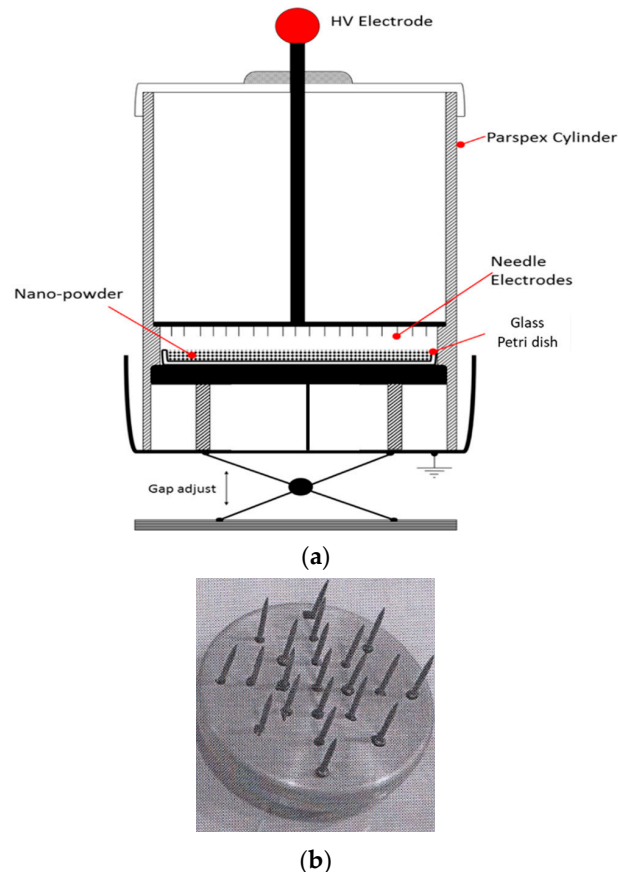 HV Electrode
Parspex Cylinder
Needle
Electrodes
Nano-powder
Glass
Petri dish
Gap adjust
(a)
(b)